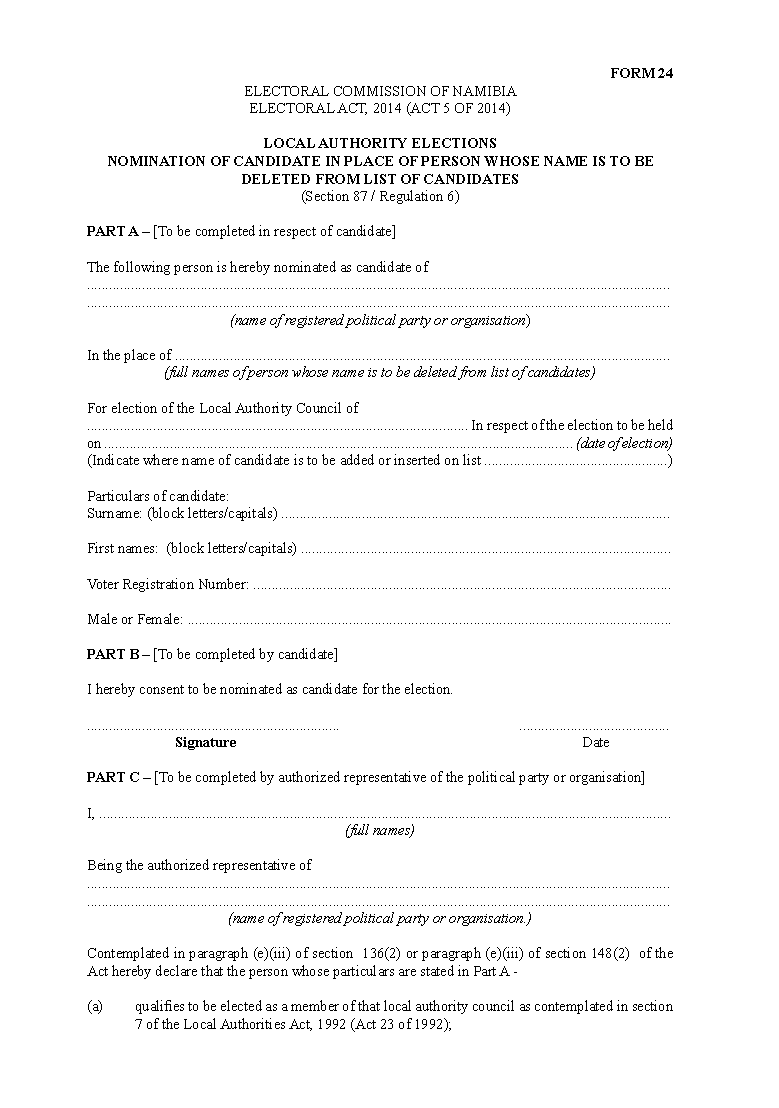 FORM 24
ELECTORAL COMMISSION OF NAMIBIA
ELECTORAL ACT, 2014 (ACT 5 OF 2014)
LOCAL AUTHORITY ELECTIONS
NOMINATION OF CANDIDATE IN PLACE OF PERSON WHOSE NAME IS TO BE
DELETED FROM LIST OF CANDIDATES
(Section 87 / Regulation 6)
PART A – [To be completed in respect of candidate]
The following person is hereby nominated as candidate of
................................................................................
................................................................................
(name of registered political party or organisation)
In the place of ................................................................................
(full names of person whose name is to be deleted from list of candidates)
For election of the Local Authority Council of
................................................................................ In respect of the election to be held
on ................................................................................ (date of election)
(Indicate where name of candidate is to be added or inserted on list ..................................................)
Particulars of candidate:
Surname: (block letters/capitals) ................................................................................
First names: (block letters/capitals) ................................................................................
Voter Registration Number: ................................................................................
Male or Female: ................................................................................
PART B – [To be completed by candidate]
I hereby consent to be nominated as candidate for the election.
..................................................................... .........................................
Signature Date
PART C – [To be completed by authorized representative of the political party or organisation]
I, ................................................................................
(full names)
Being the authorized representative of
................................................................................
................................................................................
(name of registered political party or organisation.)
Contemplated in paragraph (e)(iii) of section 136(2) or paragraph (e)(iii) of section 148(2) of the
Act hereby declare that the person whose particulars are stated in Part A -
(a) qualifies to be elected as a member of that local authority council as contemplated in section
7 of the Local Authorities Act, 1992 (Act 23 of 1992);